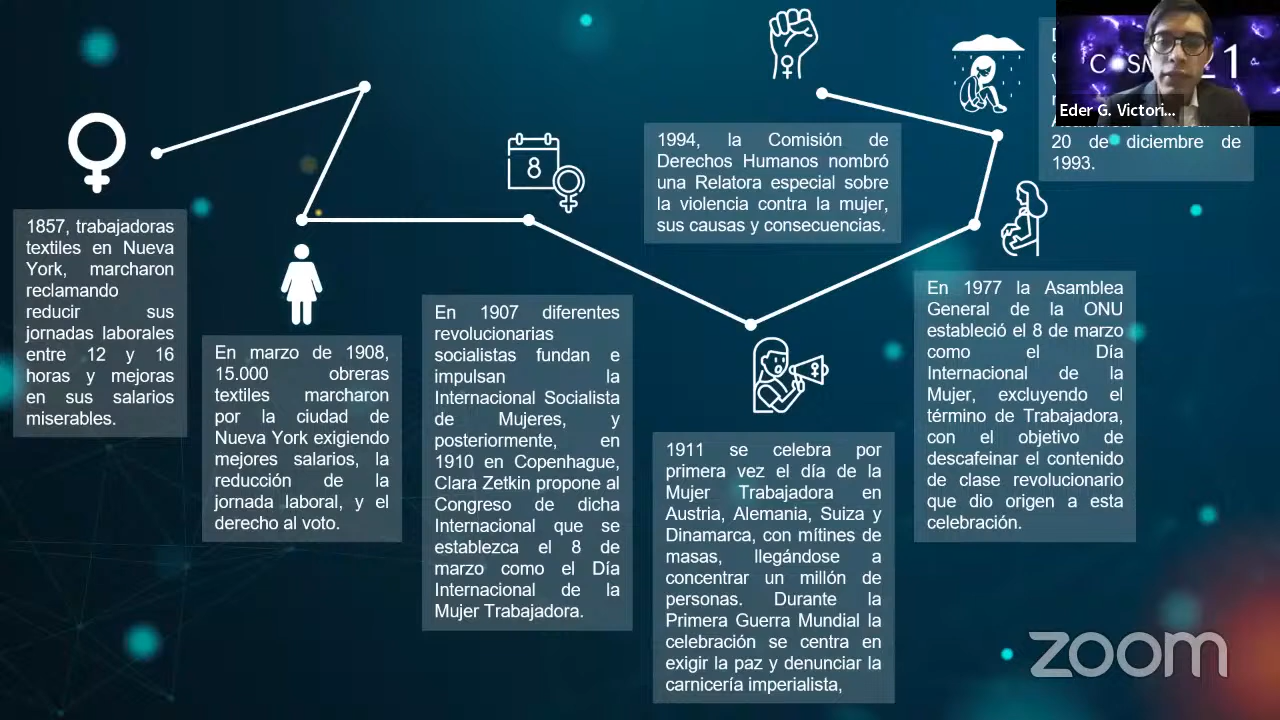 1857, trabajadoras
textiles en Nueva
York, marcharon
reclamando
reducir sus
jornadas laborales
entre 12 y 16
horas y mejoras
en sus salarios
miserables.
En marzo de 1908,
15.000 obreras
textiles marcharon
por la ciudad de
Nueva York exigiendo
mejores salarios, la
reducción de la
jornada laboral, y el
derecho al voto.
8
En 1907 diferentes
revolucionarias
socialistas fundan e
impulsan la
Internacional Socialista
de Mujeres, y
posteriormente, en
1910 en Copenhague,
Clara Zetkin propone al
Congreso de dicha
Internacional que se
establezca el 8 de
marzo como el Día
Internacional de la
Mujer Trabajadora.
1911 se celebra por
primera vez el día de la
Mujer Trabajadora en
Austria, Alemania, Suiza y
Dinamarca, con mítines de
masas, llegándose a
concentrar un millón de
personas. Durante la
Primera Guerra Mundial la
celebración se centra en
exigir la paz y denunciar la
carnicería imperialista,
En 1977 la Asamblea
General de la ONU
estableció el 8 de marzo
como el Día
Internacional de la
Mujer, excluyendo el
término de Trabajadora,
con el objetivo de
descafeinar el contenido
de clase revolucionario
que dio origen a esta
celebración.
1994, la Comisión de
Derechos Humanos nombró
una Relatora especial sobre
la violencia contra la mujer,
sus causas y consecuencias.
20 de diciembre de
1993.
Eder G. Victori...
zoom